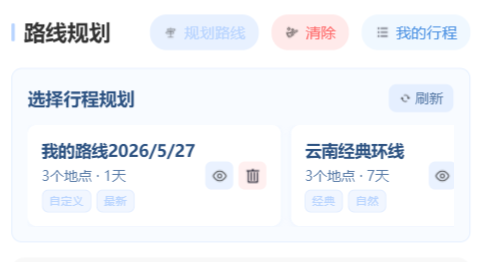 路线规划 规划路线 清除 我的行程
选择行程规划 刷新
我的路线2026/5/27 云南经典环线
3个地点 · 1天 3个地点 · 7天
自定义 最新 经典 自然